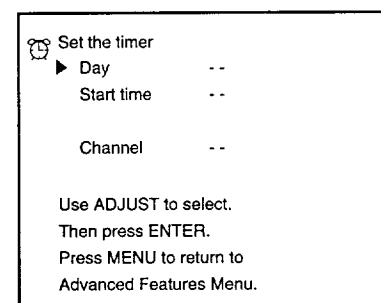 Set the timer
Day - -
Start time - -
Channel - -
Use ADJUST to select.
Then press ENTER.
Press MENU to return to
Advanced Features Menu.